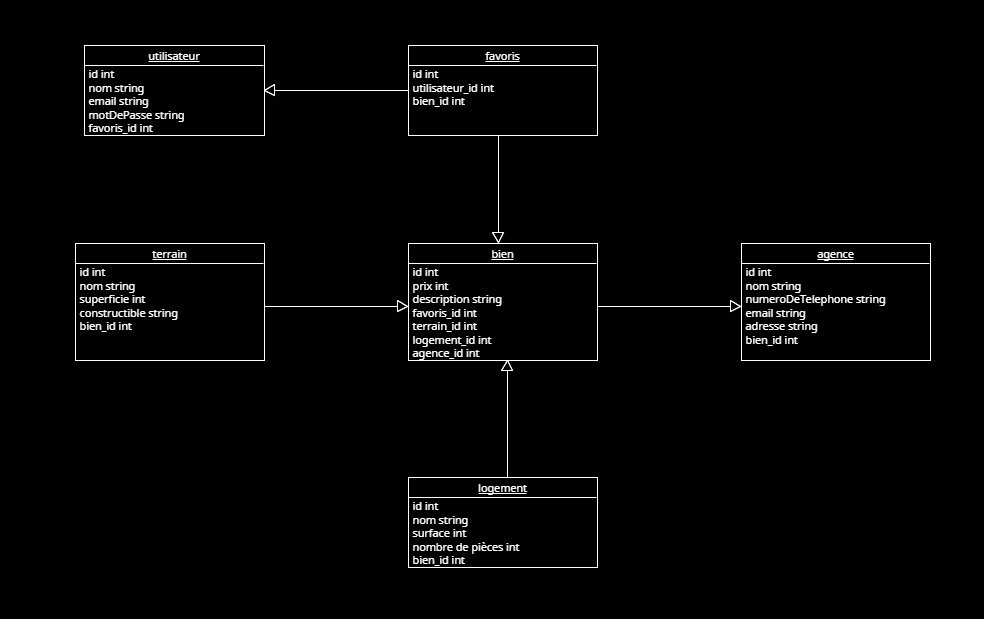 utilisateur
id int
nom string
email string
motDePasse string
favoris_id int
favoris
id int
utilisateur_id int
bien_id int
terrain
id int
nom string
superficie int
constructible string
bien_id int
bien
id int
prix int
description string
favoris_id int
terrain_id int
logement_id int
agence_id int
agence
id int
nom string
numeroDeTelephone string
email string
adresse string
bien_id int
logement
id int
nom string
surface int
nombre de pièces int
bien_id int